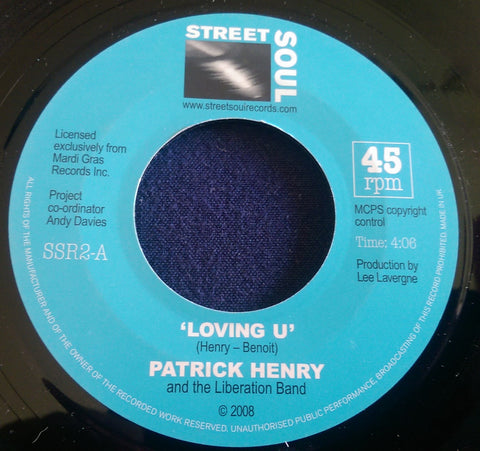 STREET
SOUL
www.streetsoulrecords.com
Licensed
exclusively from
Mardi Gras
Records Inc.
Project
co-ordinator
Andy Davies
SSR2-A
45
rpm
MCPS copyright
control
Time: 4:06
Production by
Lee Lavergne
'LOVING U'
(Henry – Benoit)
PATRICK HENRY
and the Liberation Band
© 2008
ALL RIGHTS OF THE MANUFACTURER AND OF THE OWNER OF THE RECORDED WORK RESERVED. UNAUTHORISED PUBLIC PERFORMANCE, BROADCASTING OF THIS RECORD PROHIBITED. MADE IN UK